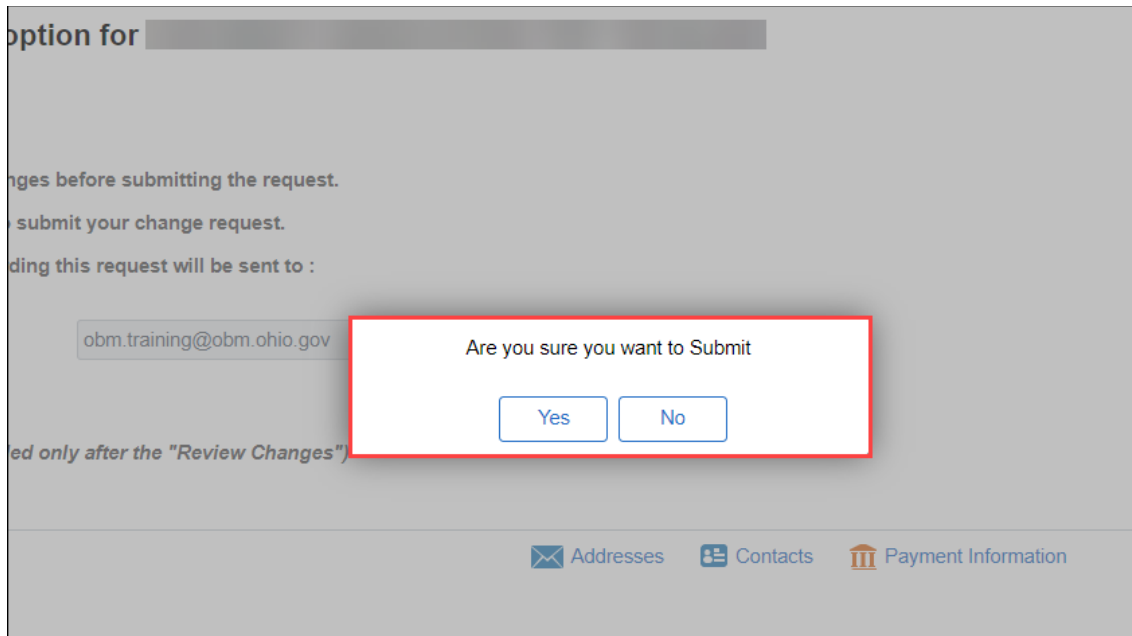 option for
nges before submitting the request.
submit your change request.
ding this request will be sent to :
obm.training@obm.ohio.gov
Are you sure you want to Submit
Yes No
ed only after the "Review Changes")
Addresses Contacts Payment Information